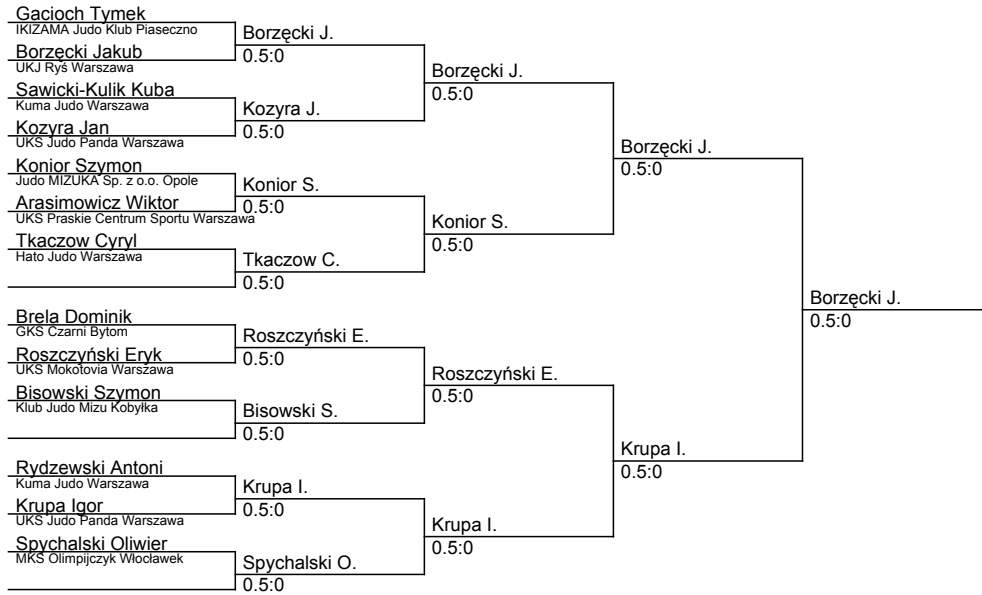 Gacioch Tymek
IKIZAMA Judo Klub Piaseczno
Borzęcki J.
Borzęcki Jakub
0.5:0
UKJ Ryś Warszawa
Borzęcki J.
Sawicki-Kulik Kuba
0.5:0
Kuma Judo Warszawa
Kozyra J.
Kozyra Jan
0.5:0
UKS Judo Panda Warszawa
Borzęcki J.
Konior Szymon
0.5:0
Judo MIZUKA Sp. z o.o. Opole
Konior S.
Arasimowicz Wiktor
0.5:0
UKS Praskie Centrum Sportu Warszawa
Konior S.
Tkaczow Cyryl
0.5:0
Hato Judo Warszawa
Tkaczow C.
0.5:0
Borzęcki J.
0.5:0
Brela Dominik
GKS Czarni Bytom
Roszczyński E.
Roszczyński Eryk
0.5:0
UKS Mokotovia Warszawa
Roszczyński E.
Bisowski Szymon
0.5:0
Klub Judo Mizu Kobyłka
Bisowski S.
0.5:0
Krupa I.
Rydzewski Antoni
0.5:0
Kuma Judo Warszawa
Krupa I.
Krupa Igor
0.5:0
UKS Judo Panda Warszawa
Krupa I.
Spychalski Oliwier
0.5:0
MKS Olimpijczyk Włocławek
Spychalski O.
0.5:0